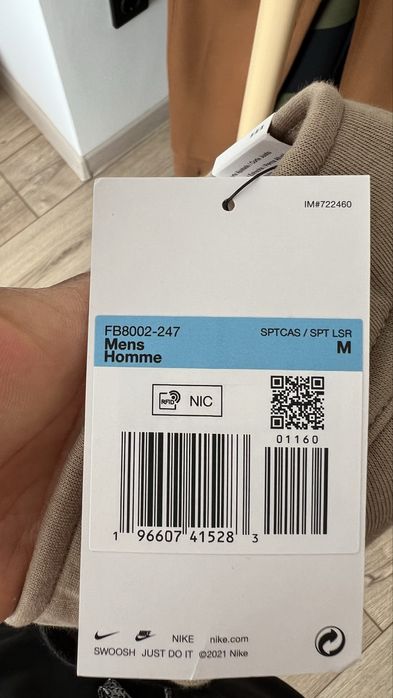 IM#722460
FB8002-247 SPTCAS / SPT LSR
Mens M
Homme
RFID NIC
01160
1 96607 41528 3
NIKE nike.com
SWOOSH JUST DO IT ©2021 Nike